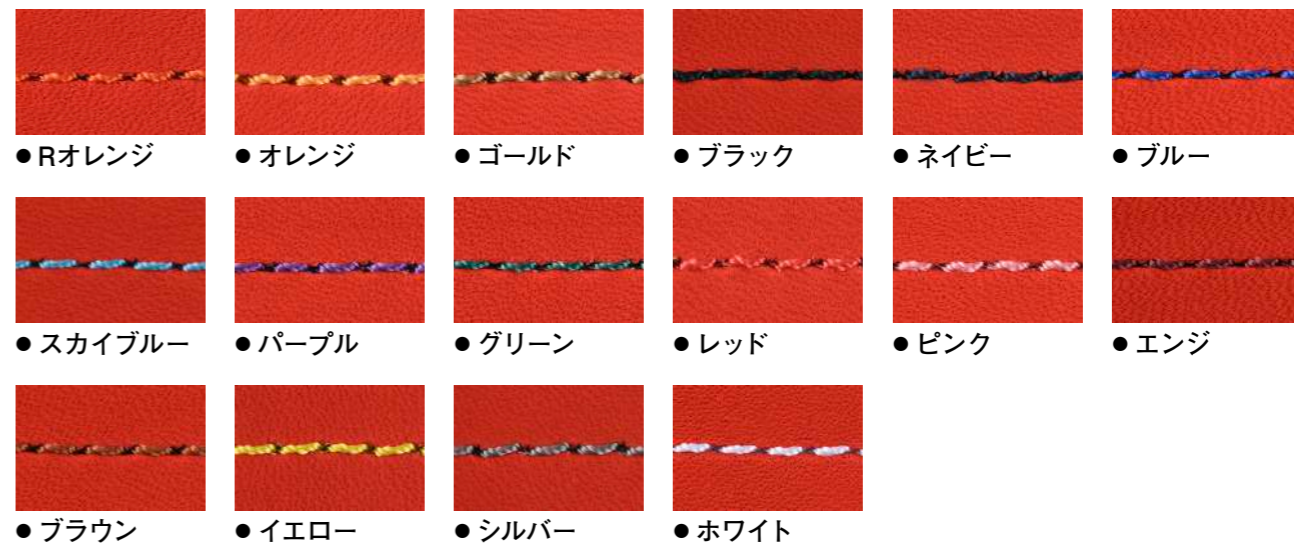 ● Rオレンジ
● オレンジ
● ゴールド
● ブラック
● ネイビー
● ブルー
● スカイブルー
● パープル
● グリーン
● レッド
● ピンク
● エンジ
● ブラウン
● イエロー
● シルバー
● ホワイト